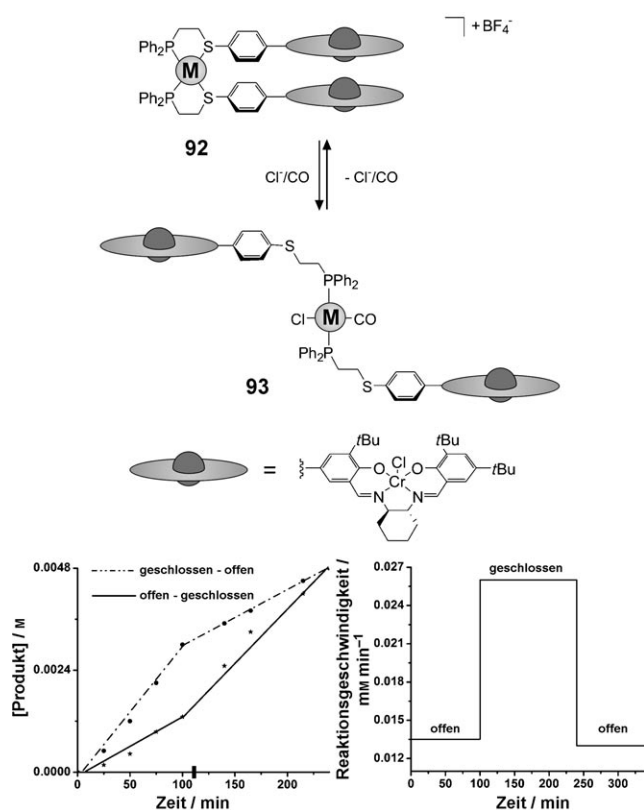 ] + BF₄⁻
Ph₂P S
M
Ph₂P S
92
Cl⁻/CO - Cl⁻/CO
S
PPh₂
Cl M CO
Ph₂P
S
93
=
tBu tBu
Cl
O O tBu
Cr
N N
geschlossen - offen
offen - geschlossen
[Produkt] / M
0.0048
0.0024
0.0000
0 50 100 150 200
Zeit / min
Reaktionsgeschwindigkeit /
mM min⁻¹
0.027
0.024
0.021
0.018
0.015
0.012
geschlossen
offen offen
0 100 200 300
Zeit / min